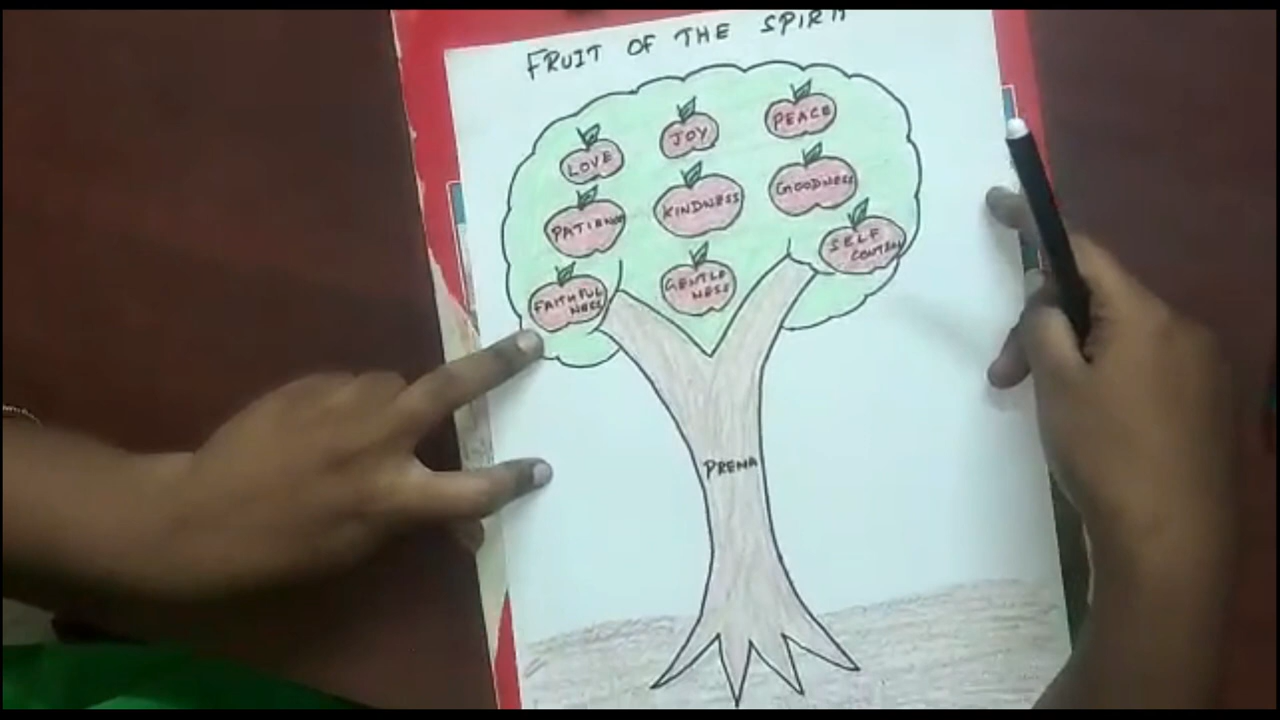 FRUIT OF THE SPIRIT
LOVE
JOY
PEACE
PATIENCE
KINDNESS
GOODNESS
FAITHFUL
NESS
GENTLE
NESS
SELF
CONTROL
PRENA